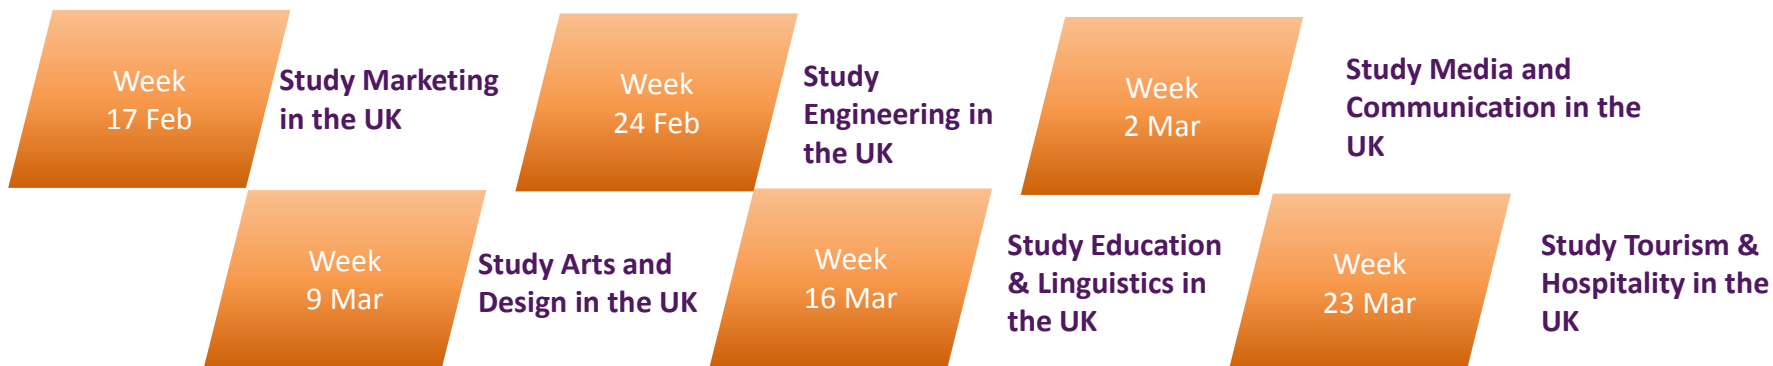 Week
17 Feb
Study Marketing
in the UK
Week
24 Feb
Study
Engineering in
the UK
Week
2 Mar
Study Media and
Communication in the
UK
Week
9 Mar
Study Arts and
Design in the UK
Week
16 Mar
Study Education
& Linguistics in
the UK
Week
23 Mar
Study Tourism &
Hospitality in the
UK